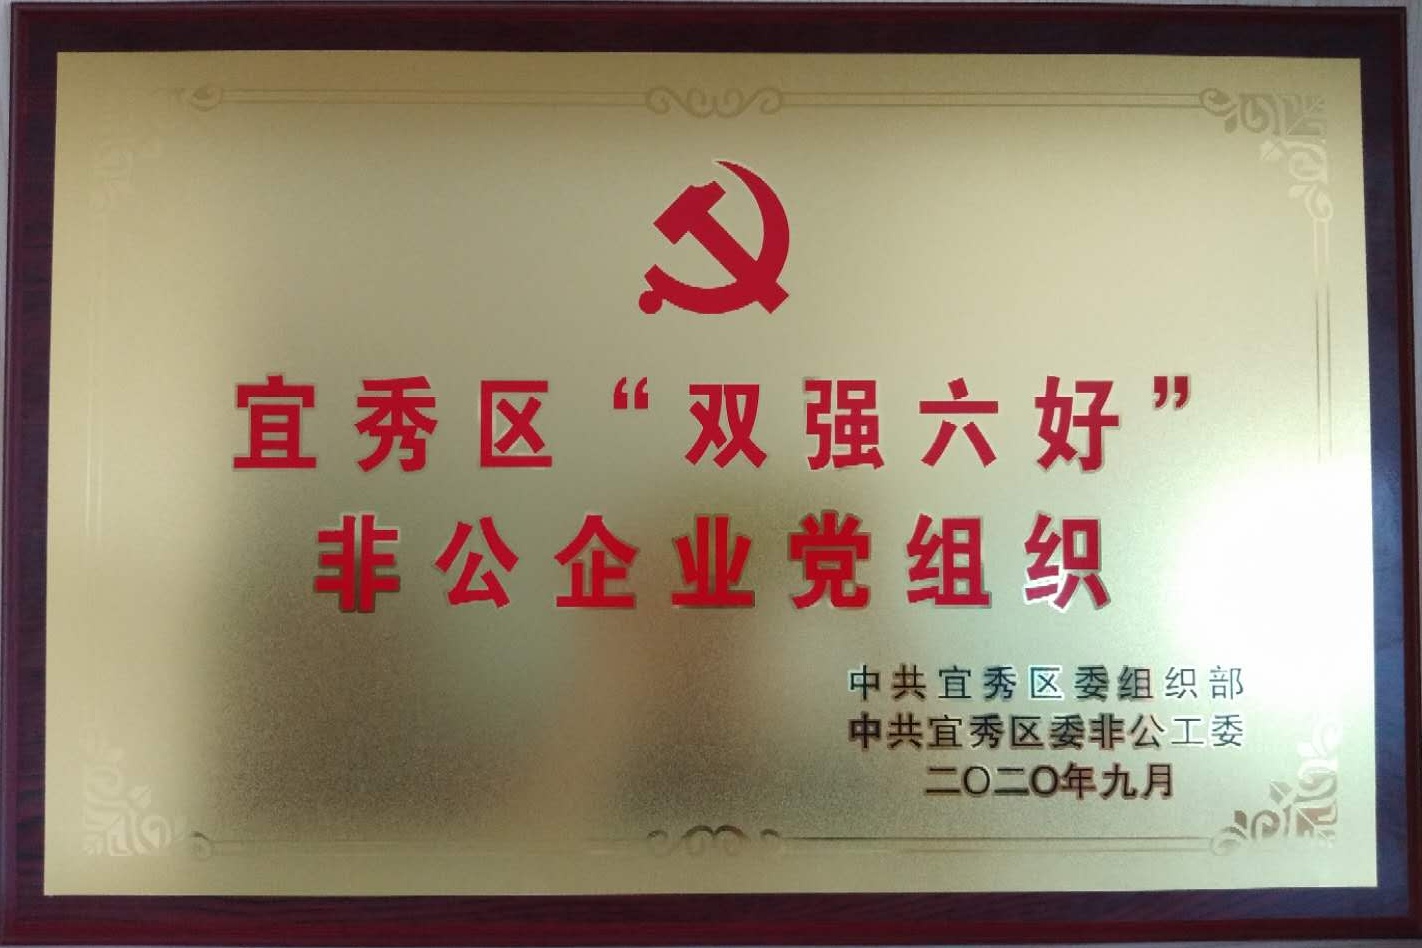 宜秀区“双强六好”
非公企业党组织
中共宜秀区委组织部
中共宜秀区委非公工委
二〇二〇年九月